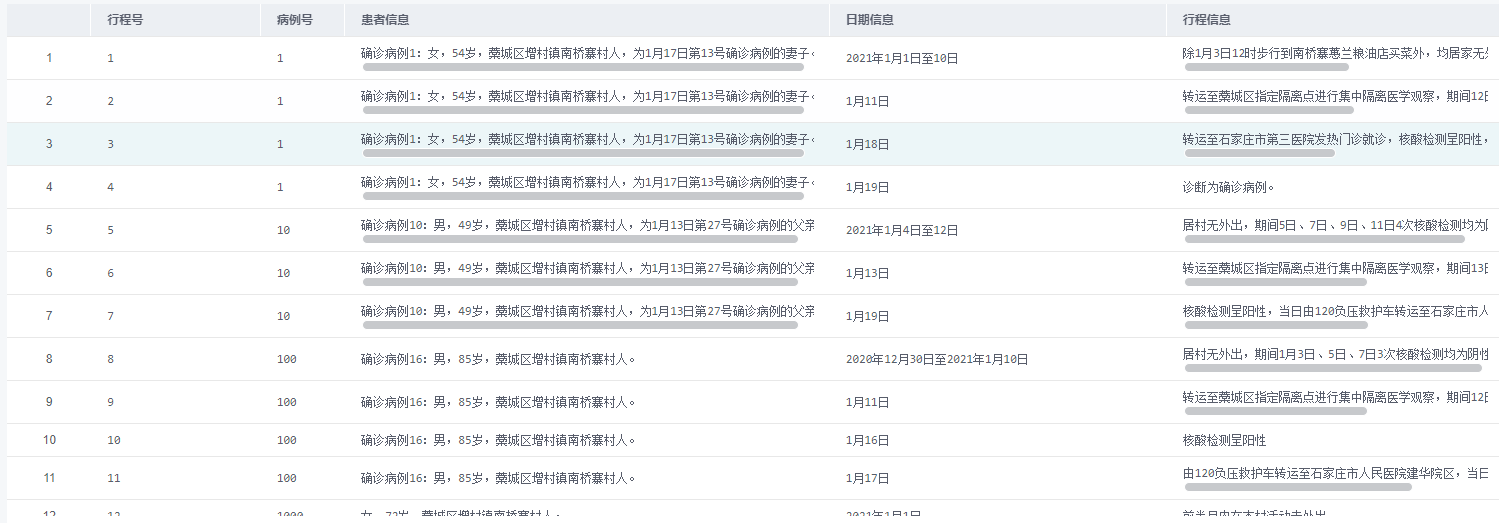 行程号 病例号 患者信息 日期信息 行程信息
1 1 1 确诊病例1: 女, 54岁, 藁城区增村镇南桥寨村人, 为1月17日第13号确诊病例的妻子。 2021年1月1日至10日 除1月3日12时步行到南桥寨蕙兰粮油店买菜外, 均居家无外
2 2 1 确诊病例1: 女, 54岁, 藁城区增村镇南桥寨村人, 为1月17日第13号确诊病例的妻子。 1月11日 转运至藁城区指定隔离点进行集中隔离医学观察, 期间12日
3 3 1 确诊病例1: 女, 54岁, 藁城区增村镇南桥寨村人, 为1月17日第13号确诊病例的妻子。 1月18日 转运至石家庄市第三医院发热门诊就诊, 核酸检测呈阳性,
4 4 1 确诊病例1: 女, 54岁, 藁城区增村镇南桥寨村人, 为1月17日第13号确诊病例的妻子。 1月19日 诊断为确诊病例。
5 5 10 确诊病例10: 男, 49岁, 藁城区增村镇南桥寨村人, 为1月13日第27号确诊病例的父亲 2021年1月4日至12日 居村无外出, 期间5日、7日、9日、11日4次核酸检测均为阴
6 6 10 确诊病例10: 男, 49岁, 藁城区增村镇南桥寨村人, 为1月13日第27号确诊病例的父亲 1月13日 转运至藁城区指定隔离点进行集中隔离医学观察, 期间13日
7 7 10 确诊病例10: 男, 49岁, 藁城区增村镇南桥寨村人, 为1月13日第27号确诊病例的父亲 1月19日 核酸检测呈阳性, 当日由120负压救护车转运至石家庄市人
8 8 100 确诊病例16: 男, 85岁, 藁城区增村镇南桥寨村人。 2020年12月30日至2021年1月10日 居村无外出, 期间1月3日、5日、7日3次核酸检测均为阴性
9 9 100 确诊病例16: 男, 85岁, 藁城区增村镇南桥寨村人。 1月11日 转运至藁城区指定隔离点进行集中隔离医学观察, 期间12日
10 10 100 确诊病例16: 男, 85岁, 藁城区增村镇南桥寨村人。 1月16日 核酸检测呈阳性
11 11 100 确诊病例16: 男, 85岁, 藁城区增村镇南桥寨村人。 1月17日 由120负压救护车转运至石家庄市人民医院建华院区, 当日
12 12 1000 女, 72岁, 藁城区增村镇南桥寨村人。 2021年1月1日